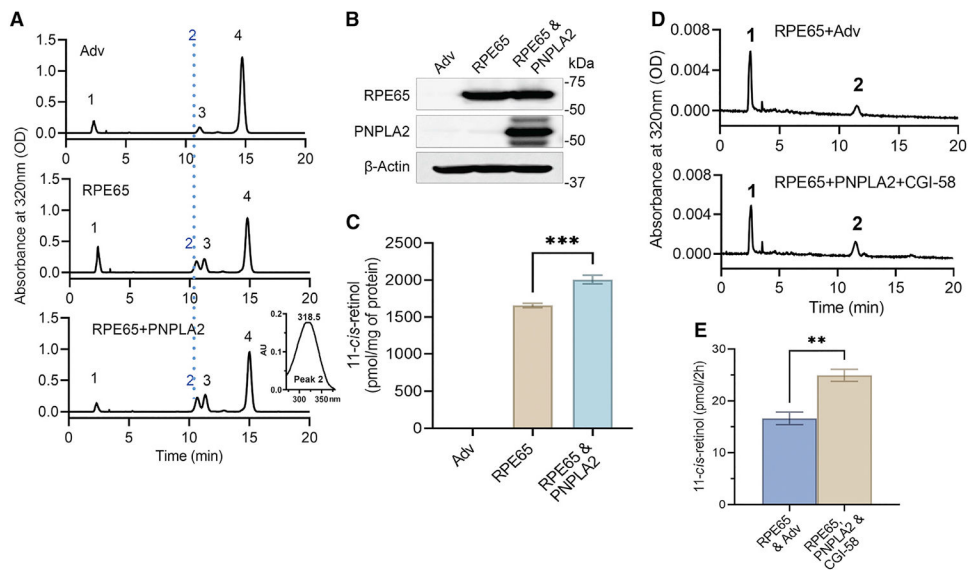 A
Absorbance at 320nm (OD)
Adv
1.5
1.0
0.5
0.0
0
5
10
15
20
1
2
3
4
RPE65
1.5
1.0
0.5
0.0
0
5
10
15
20
1
2
3
4
RPE65+PNPLA2
1.5
1.0
0.5
0.0
0
5
10
15
20
1
2
3
4
Time (min)
318.5
0.2
0.1
0.0
AU
Peak 2
300
350 nm
B
Adv
RPE65
RPE65 &
PNPLA2
kDa
RPE65
-75
-50
PNPLA2
-50
β-Actin
-37
C
11-cis-retinol
(pmol/mg of protein)
2500
2000
1500
1000
500
0
***
Adv
RPE65
RPE65 &
PNPLA2
D
Absorbance at 320nm (OD)
RPE65+Adv
0.008
0.004
0.000
1
2
0
5
10
15
20
RPE65+PNPLA2+CGI-58
0.008
0.004
0.000
1
2
0
5
10
15
20
Time (min)
E
11-cis-retinol (pmol/2h)
30
20
10
0
**
RPE65
& Adv
RPE65,
PNPLA2 &
CGI-58